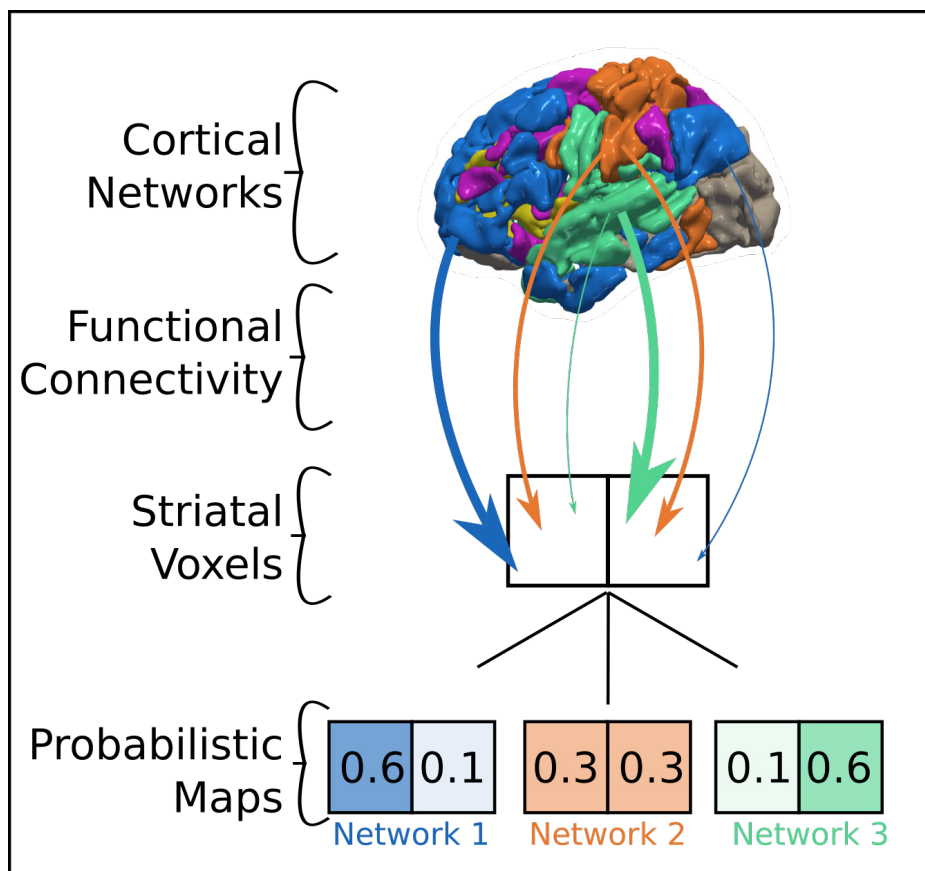 Cortical
Networks
Functional
Connectivity
Striatal
Voxels
Probabilistic
Maps
0.6 0.1 0.3 0.3 0.1 0.6
Network 1 Network 2 Network 3